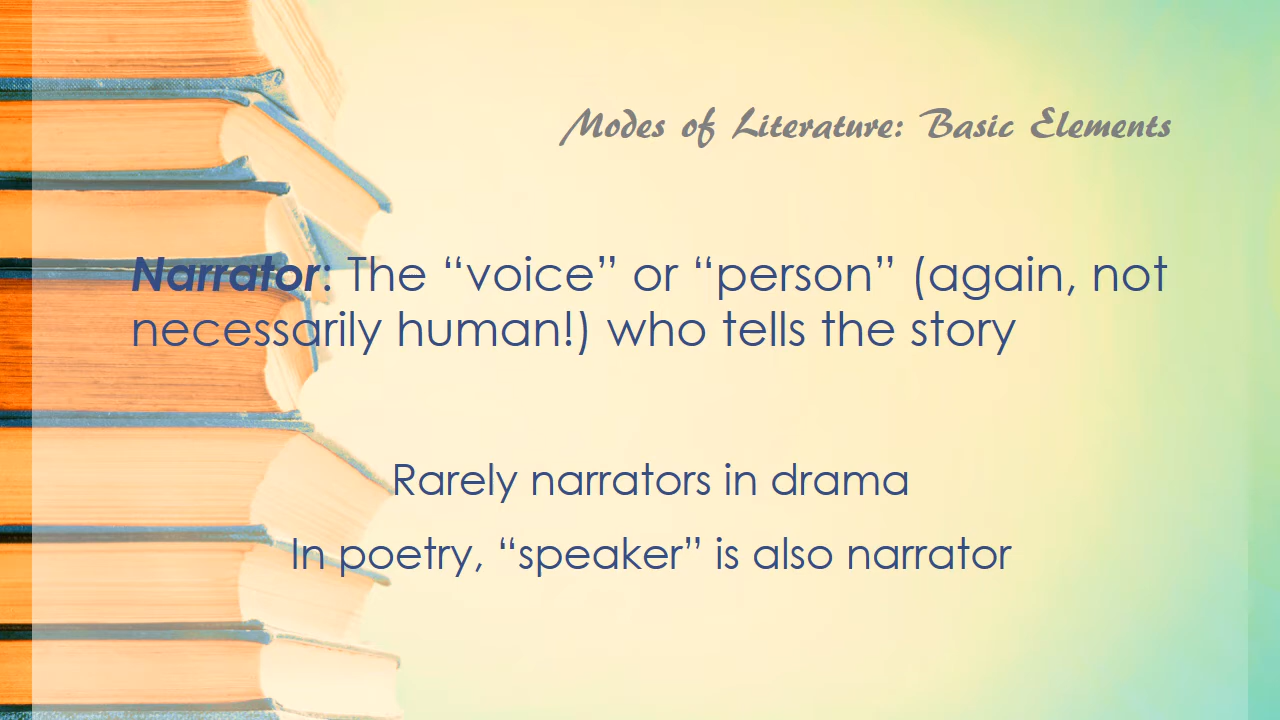 Modes of Literature: Basic Elements
Narrator: The “voice” or “person” (again, not
necessarily human!) who tells the story
Rarely narrators in drama
In poetry, “speaker” is also narrator